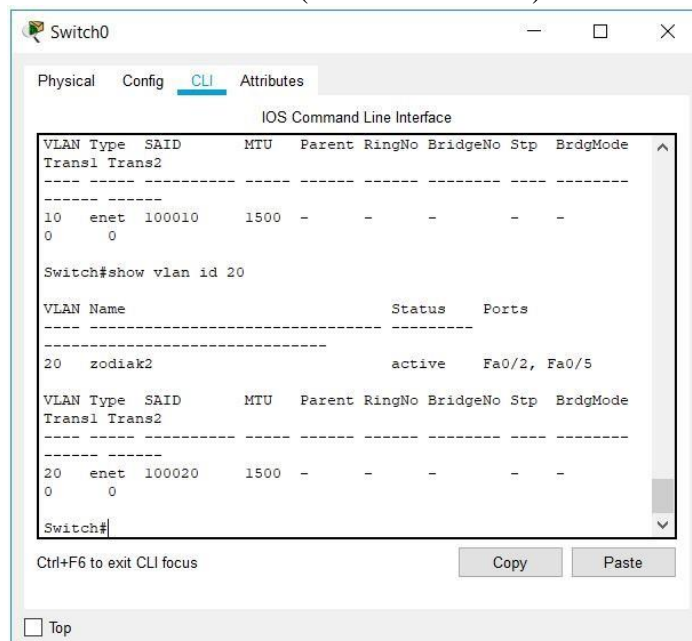 Switch0
Physical Config CLI Attributes
IOS Command Line Interface
VLAN Type SAID MTU Parent RingNo BridgeNo Stp BrdgMode
Trans1 Trans2
---- ----- ---------- ----- ------ ------ -------- ---- --------
------ ------
10 enet 100010 1500 - - - - -
0 0
Switch#show vlan id 20
VLAN Name Status Ports
---- -------------------------------- ---------
-------------------------------
20 zodiak2 active Fa0/2, Fa0/5
VLAN Type SAID MTU Parent RingNo BridgeNo Stp BrdgMode
Trans1 Trans2
---- ----- ---------- ----- ------ ------ -------- ---- --------
------ ------
20 enet 100020 1500 - - - - -
0 0
Switch#
Ctrl+F6 to exit CLI focus Copy Paste
Top